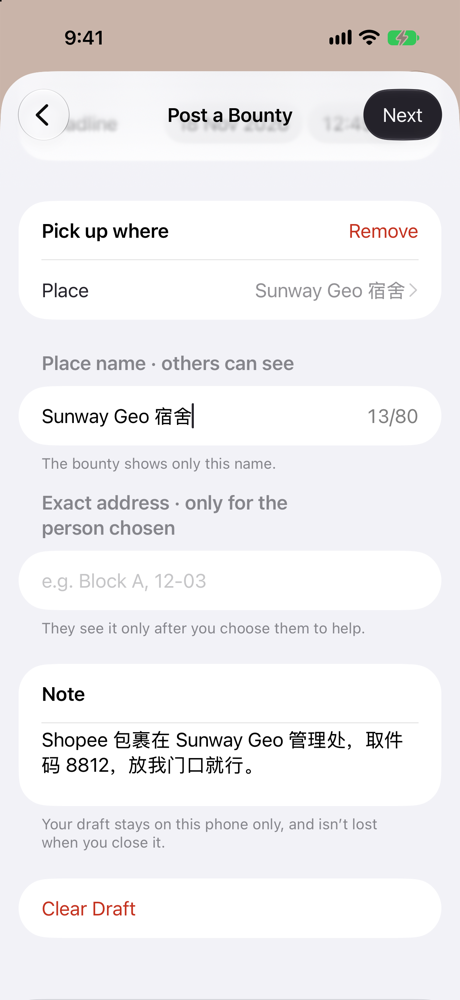 9:41
Post a Bounty
Next
Pick up where
Remove
Place
Sunway Geo 宿舍
Place name · others can see
Sunway Geo 宿舍
13/80
The bounty shows only this name.
Exact address · only for the
person chosen
e.g. Block A, 12-03
They see it only after you choose them to help.
Note
Shopee 包裹在 Sunway Geo 管理处，取件
码 8812，放我门口就行。
Your draft stays on this phone only, and isn’t lost
when you close it.
Clear Draft